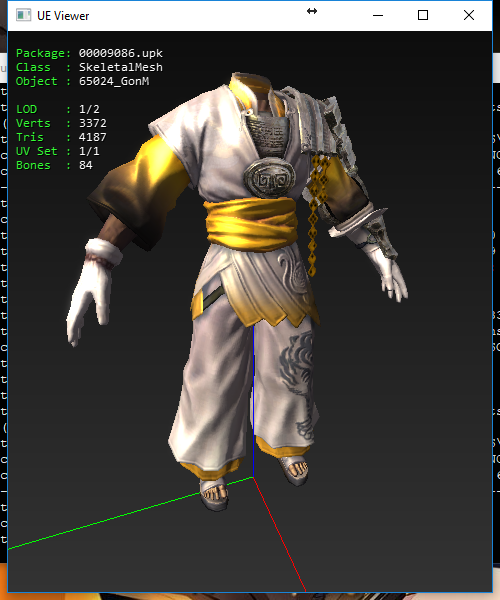 UE Viewer
Package: 00009086.upk
Class : SkeletalMesh
Object : 65024_GonM
LOD : 1/2
Verts : 3372
Tris : 4187
UV Set : 1/1
Bones : 84